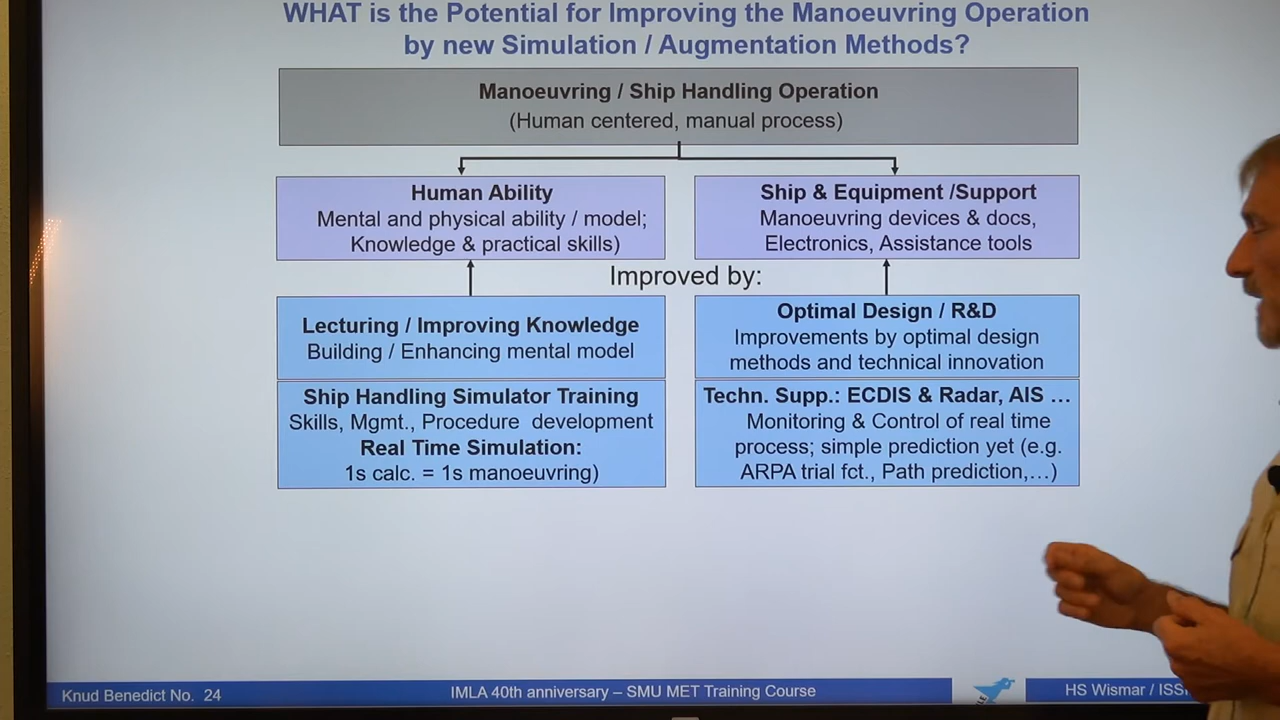 WHAT is the Potential for Improving the Manoeuvring Operation
by new Simulation / Augmentation Methods?
Manoeuvring / Ship Handling Operation
(Human centered, manual process)
Human Ability
Mental and physical ability / model;
Knowledge & practical skills)
Ship & Equipment /Support
Manoeuvring devices & docs,
Electronics, Assistance tools
Improved by:
Lecturing / Improving Knowledge
Building / Enhancing mental model
Optimal Design / R&D
Improvements by optimal design
methods and technical innovation
Ship Handling Simulator Training
Skills, Mgmt., Procedure development
Real Time Simulation:
1s calc. = 1s manoeuvring)
Techn. Supp.: ECDIS & Radar, AIS …
Monitoring & Control of real time
process; simple prediction yet (e.g.
ARPA trial fct., Path prediction,…)
Knud Benedict No. 24
IMLA 40th anniversary – SMU MET Training Course
HS Wismar /